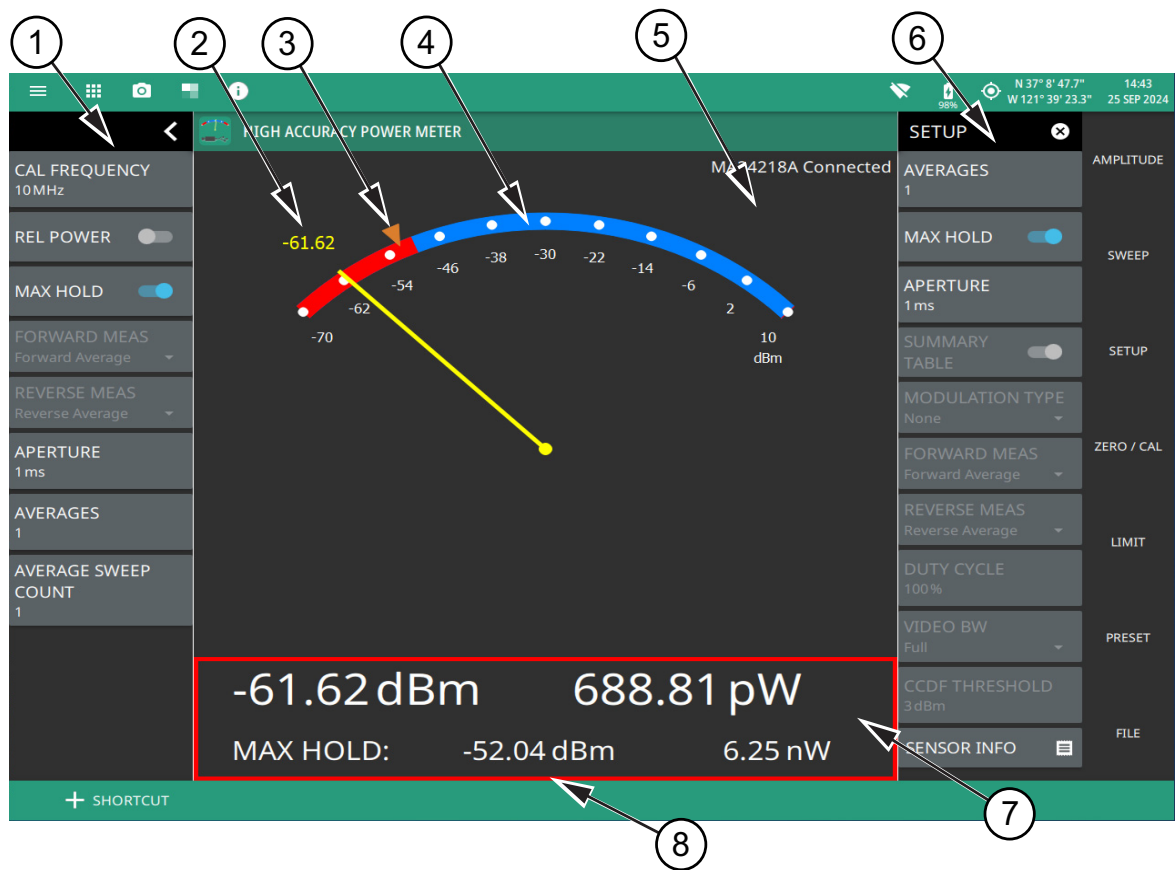 1
2
3
4
5
6
98%
N 37° 8' 47.7"
W 121° 39' 23.3"
14:43
25 SEP 2024
HIGH ACCURACY POWER METER
SETUP
CAL FREQUENCY
10 MHz
REL POWER
MAX HOLD
FORWARD MEAS
Forward Average
REVERSE MEAS
Reverse Average
APERTURE
1 ms
AVERAGES
1
AVERAGE SWEEP
COUNT
1
MA24218A Connected
-61.62
-70
-62
-54
-46
-38
-30
-22
-14
-6
2
10
dBm
-61.62 dBm 688.81 pW
MAX HOLD: -52.04 dBm 6.25 nW
AVERAGES
1
MAX HOLD
APERTURE
1 ms
SUMMARY
TABLE
MODULATION TYPE
None
FORWARD MEAS
Forward Average
REVERSE MEAS
Reverse Average
DUTY CYCLE
100 %
VIDEO BW
Full
CCDF THRESHOLD
3 dBm
SENSOR INFO
AMPLITUDE
SWEEP
SETUP
ZERO / CAL
LIMIT
PRESET
FILE
+ SHORTCUT
7
8